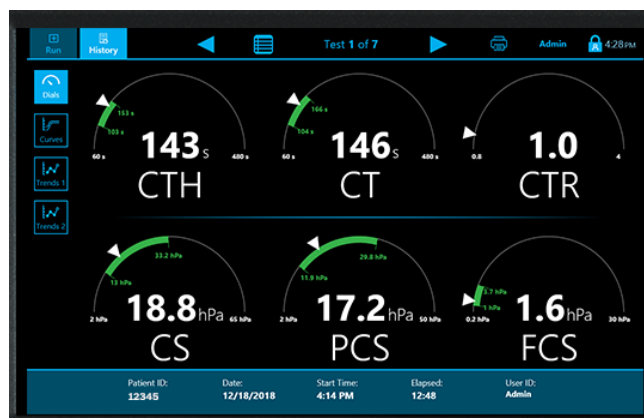 Run
History
Test 1 of 7
Admin
4:28PM
Dials
Curves
Trends 1
Trends 2
153 s
103 s
60 s
143s
480 s
CTH
166 s
104 s
60 s
146s
480 s
CT
0.8
1.0
4
CTR
33.2 hPa
13 hPa
2 hPa
18.8hPa
65 hPa
CS
29.8 hPa
11.9 hPa
2 hPa
17.2hPa
50 hPa
PCS
3.7 hPa
1 hPa
0.2 hPa
1.6hPa
30 hPa
FCS
Patient ID:
12345
Date:
12/18/2018
Start Time:
4:14 PM
Elapsed:
12:48
User ID:
Admin